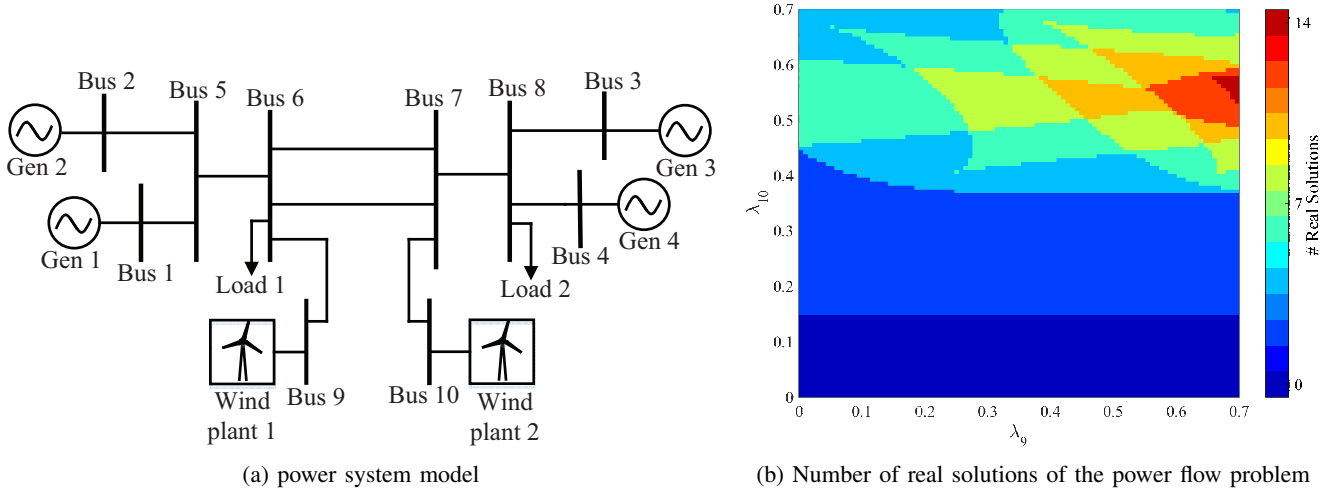 Bus 2
Bus 5
Bus 6
Bus 7
Bus 8
Bus 3
Gen 2
Gen 3
Gen 1
Bus 1
Load 1
Load 2
Bus 4
Gen 4
Wind
plant 1
Bus 9
Bus 10
Wind
plant 2
(a) power system model
0.7
0.6
0.5
0.4
0.3
0.2
0.1
0
λ10
0
0.1
0.2
0.3
0.4
0.5
0.6
0.7
λ9
14
7
0
# Real Solutions
(b) Number of real solutions of the power flow problem